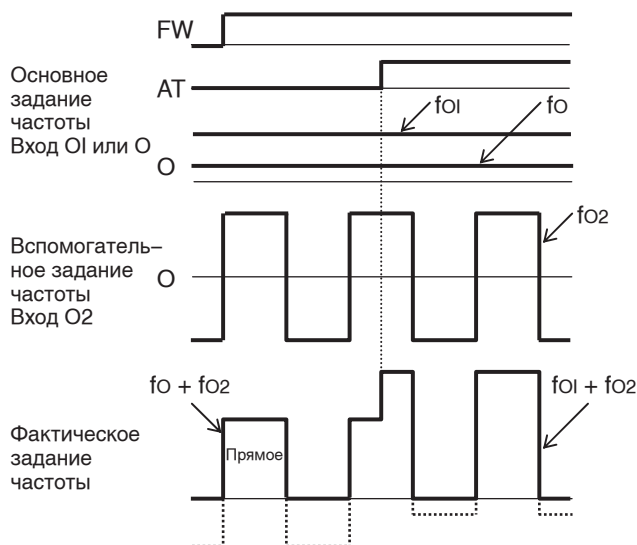 FW
AT
Основное
задание
частоты
Вход OI или O
fOI
fO
O
Вспомогатель–
ное задание
частоты
Вход O2
O
fO2
fO + fO2
fOI + fO2
Фактическое
задание
частоты
Прямое